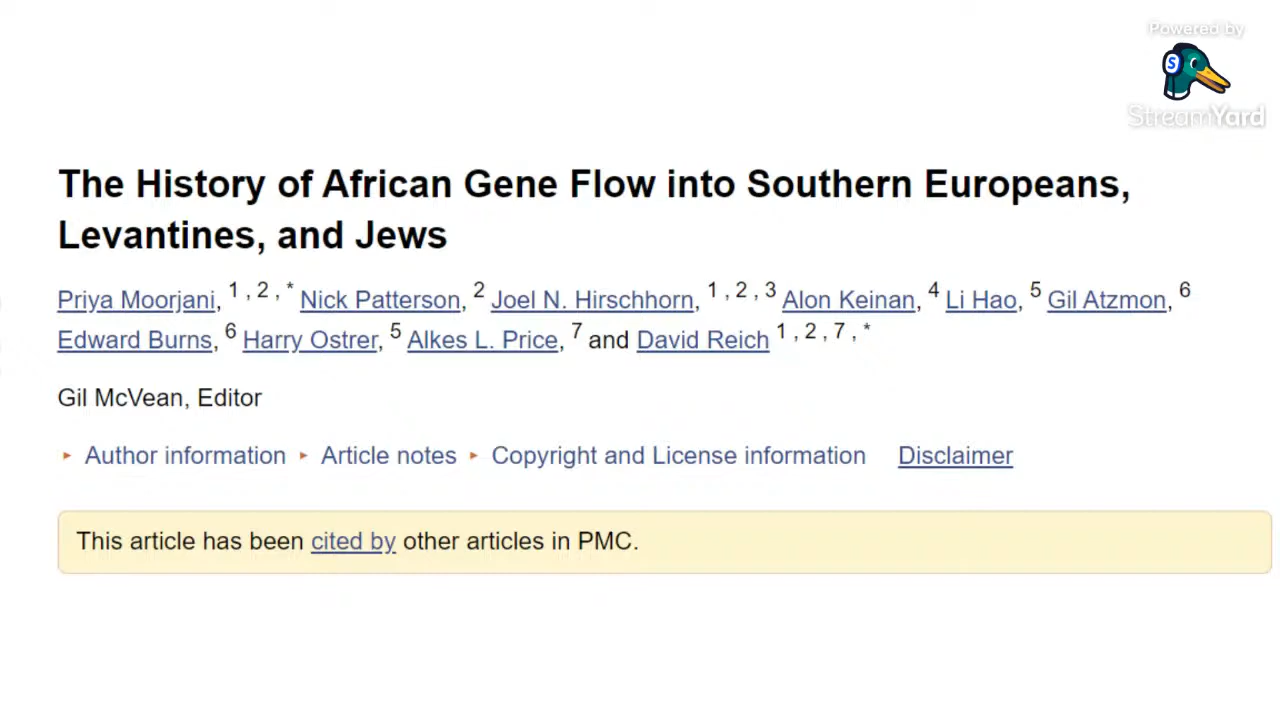 Powered by
StreamYard
The History of African Gene Flow into Southern Europeans,
Levantines, and Jews
Priya Moorjani, 1 , 2 , * Nick Patterson, 2 Joel N. Hirschhorn, 1 , 2 , 3 Alon Keinan, 4 Li Hao, 5 Gil Atzmon, 6
Edward Burns, 6 Harry Ostrer, 5 Alkes L. Price, 7 and David Reich 1 , 2 , 7 , *
Gil McVean, Editor
▸ Author information ▸ Article notes ▸ Copyright and License information Disclaimer
This article has been cited by other articles in PMC.